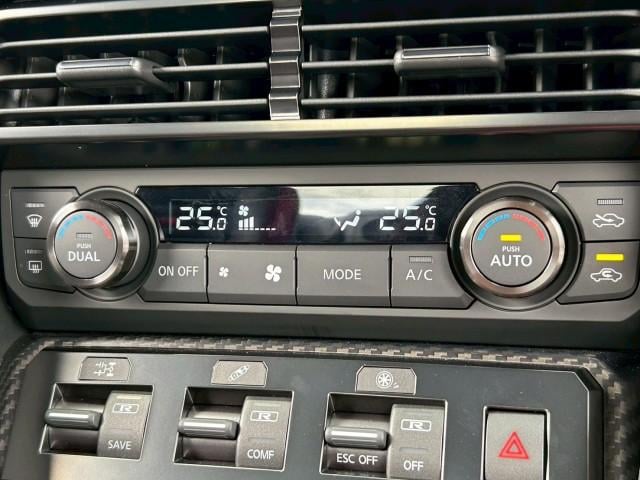 25.0°C 25.0°C
PUSH
DUAL
ON OFF
MODE
A/C
PUSH
AUTO
R
R
R
SAVE
COMF
ESC OFF
OFF